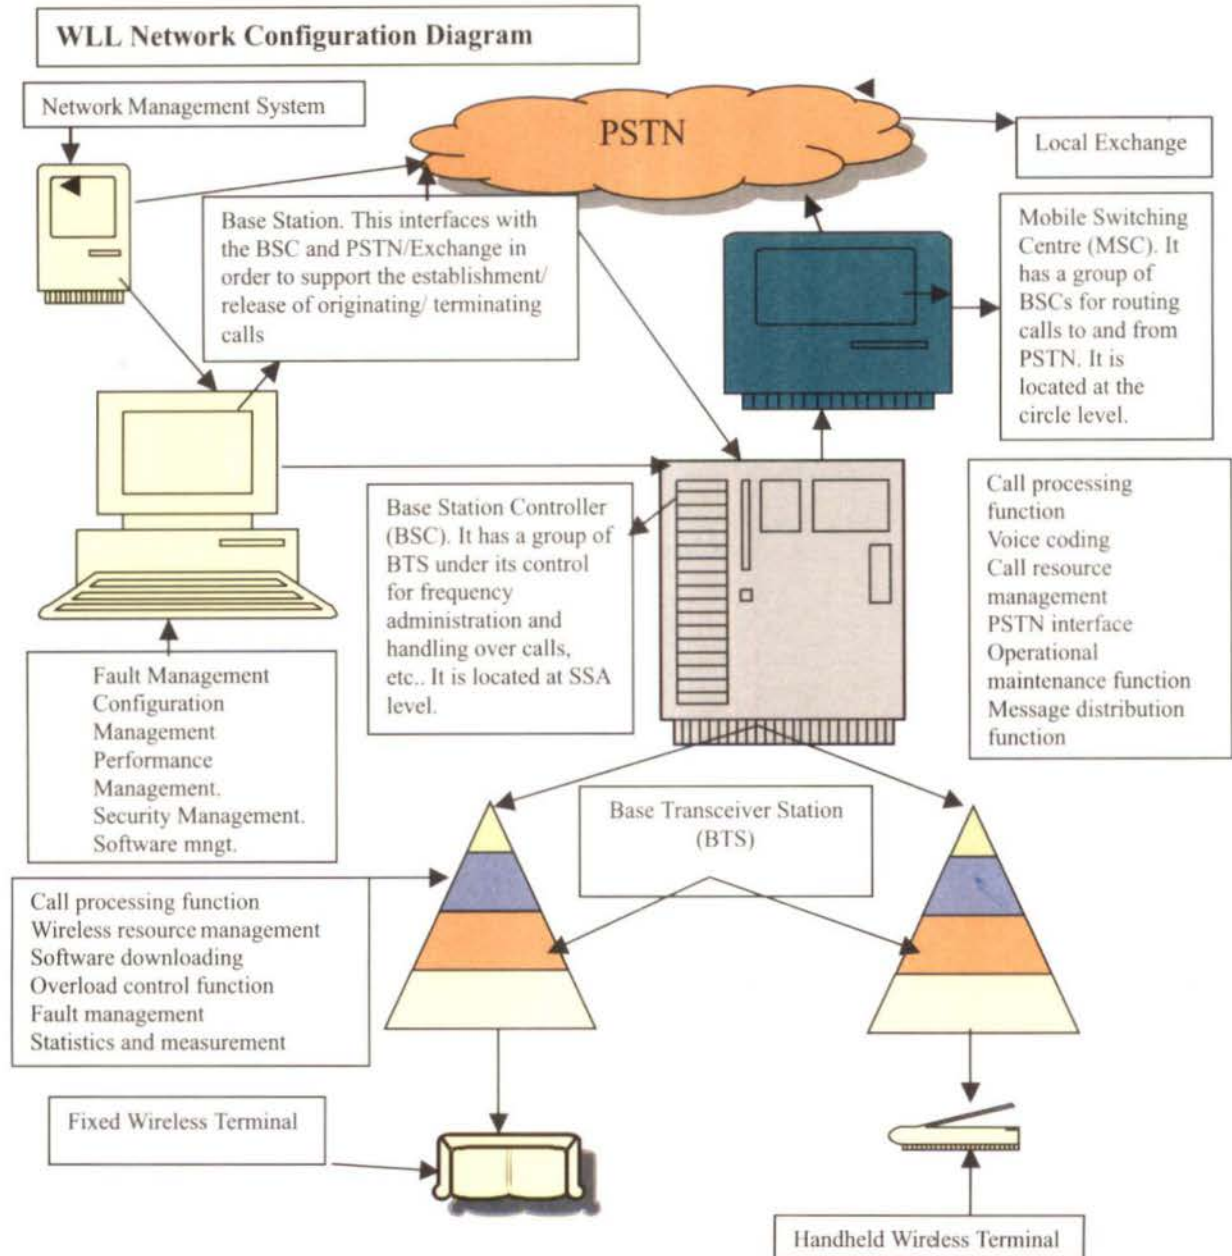 WLL Network Configuration Diagram
Network Management System
PSTN
Local Exchange
Base Station. This interfaces with
the BSC and PSTN/Exchange in
order to support the establishment/
release of originating/ terminating
calls
Mobile Switching
Centre (MSC). It
has a group of
BSCs for routing
calls to and from
PSTN. It is
located at the
circle level.
Base Station Controller
(BSC). It has a group of
BTS under its control
for frequency
administration and
handling over calls,
etc.. It is located at SSA
level.
Call processing
function
Voice coding
Call resource
management
PSTN interface
Operational
maintenance function
Message distribution
function
Fault Management
Configuration
Management
Performance
Management.
Security Management.
Software mngt.
Base Transceiver Station
(BTS)
Call processing function
Wireless resource management
Software downloading
Overload control function
Fault management
Statistics and measurement
Fixed Wireless Terminal
Handheld Wireless Terminal